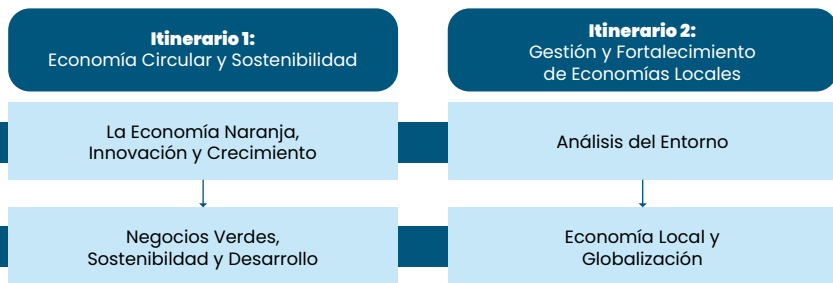 Itinerario 1:
Economía Circular y Sostenibilidad
Itinerario 2:
Gestión y Fortalecimiento
de Economías Locales
La Economía Naranja,
Innovación y Crecimiento
Análisis del Entorno
Negocios Verdes,
Sostenibildad y Desarrollo
Economía Local y
Globalización